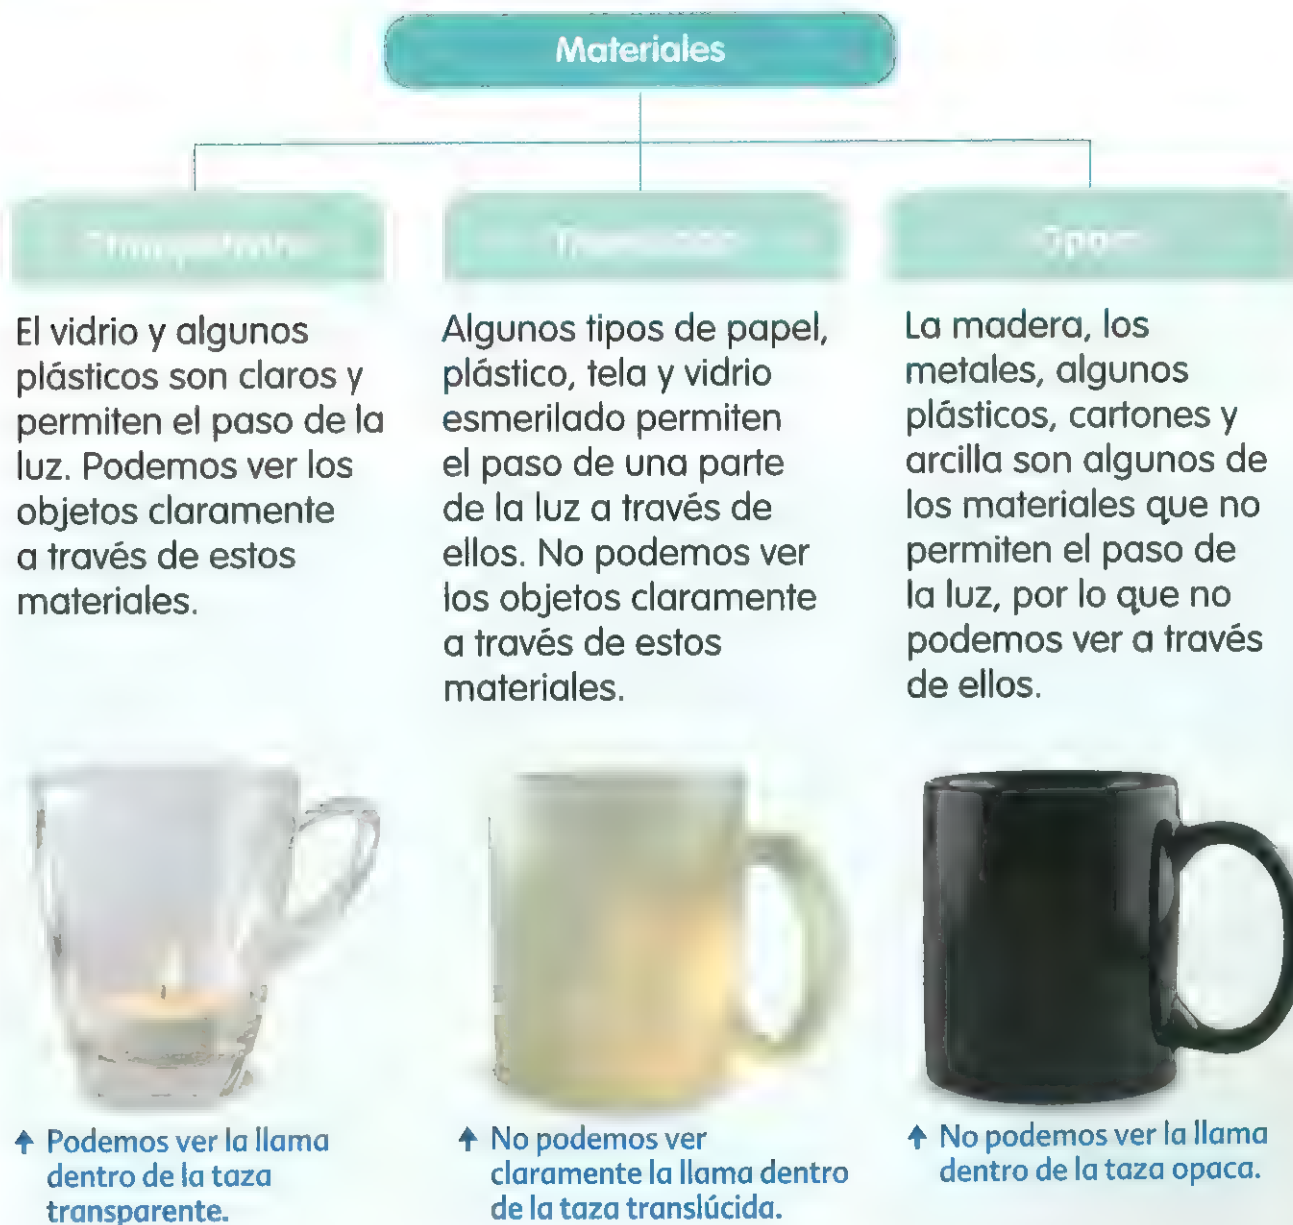 Materiales
El vidrio y algunos
plásticos son claros y
permiten el paso de la
luz. Podemos ver los
objetos claramente
a través de estos
materiales.
Algunos tipos de papel,
plástico, tela y vidrio
esmerilado permiten
el paso de una parte
de la luz a través de
ellos. No podemos ver
los objetos claramente
a través de estos
materiales.
La madera, los
metales, algunos
plásticos, cartones y
arcilla son algunos de
los materiales que no
permiten el paso de
la luz, por lo que no
podemos ver a través
de ellos.
Podemos ver la llama
dentro de la taza
transparente.
No podemos ver
claramente la llama dentro
de la taza translúcida.
No podemos ver la llama
dentro de la taza opaca.